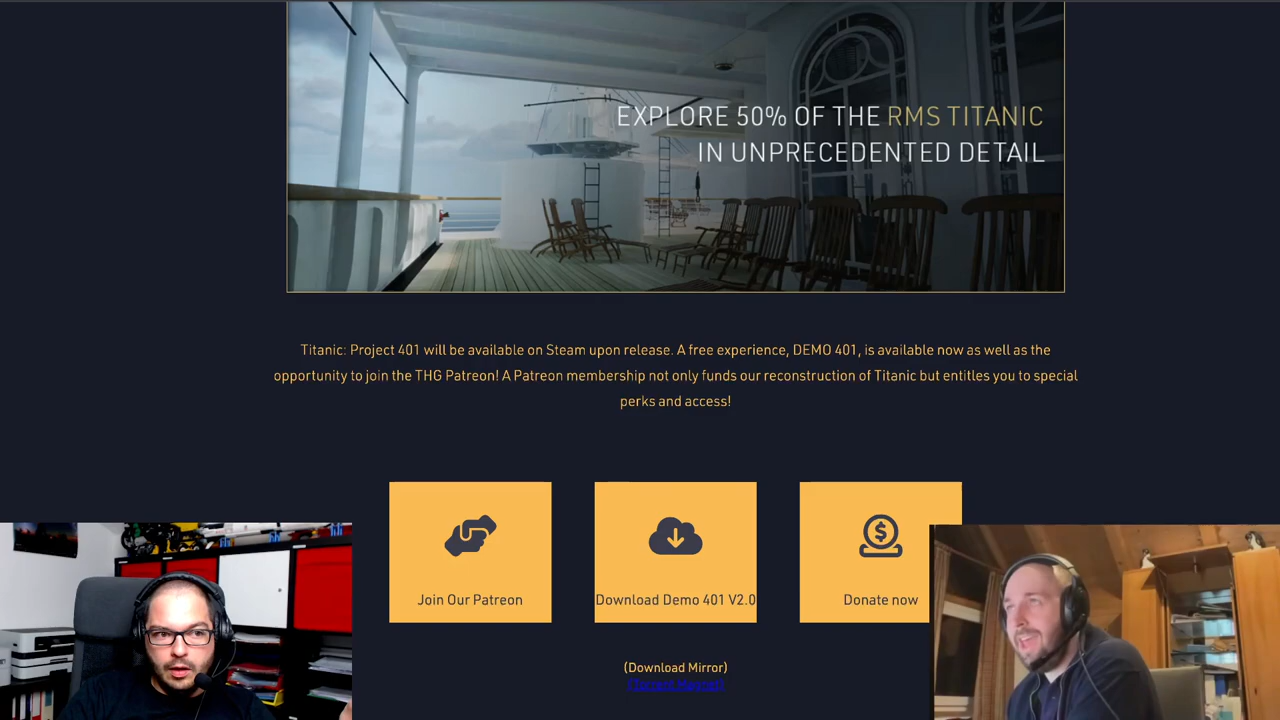 EXPLORE 50% OF THE RMS TITANIC
IN UNPRECEDENTED DETAIL
Titanic: Project 401 will be available on Steam upon release. A free experience, DEMO 401, is available now as well as the
opportunity to join the THG Patreon! A Patreon membership not only funds our reconstruction of Titanic but entitles you to special
perks and access!
Join Our Patreon
Download Demo 401 V2.0
Donate now
(Download Mirror)
(Torrent Magnet)